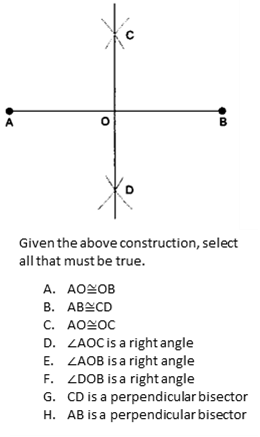 C
A
O
B
D
Given the above construction, select
all that must be true.
A. AO≅OB
B. AB≅CD
C. AO≅OC
D. ∠AOC is a right angle
E. ∠AOB is a right angle
F. ∠DOB is a right angle
G. CD is a perpendicular bisector
H. AB is a perpendicular bisector